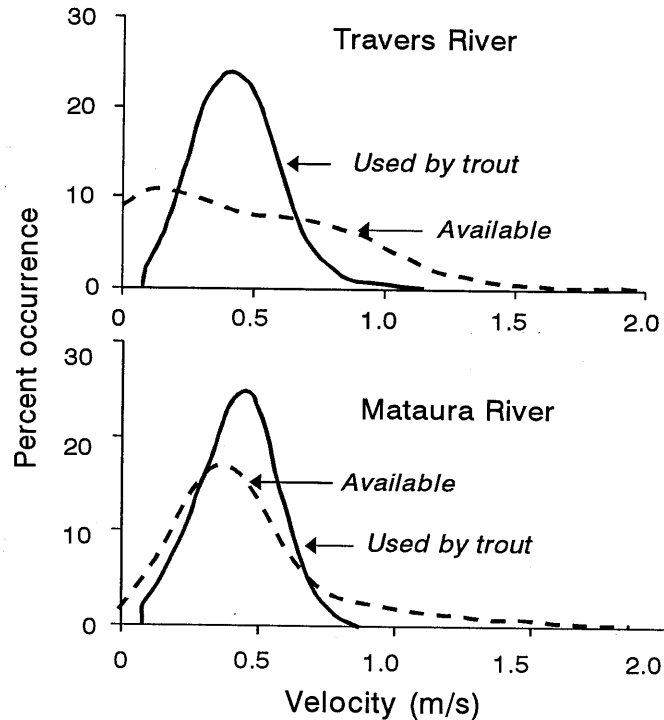 Travers River
30
20
Used by trout
10
Available
0
0 0.5 1.0 1.5 2.0
Percent occurrence
30
Mataura River
20
Available
10
Used by trout
0
0 0.5 1.0 1.5 2.0
Velocity (m/s)